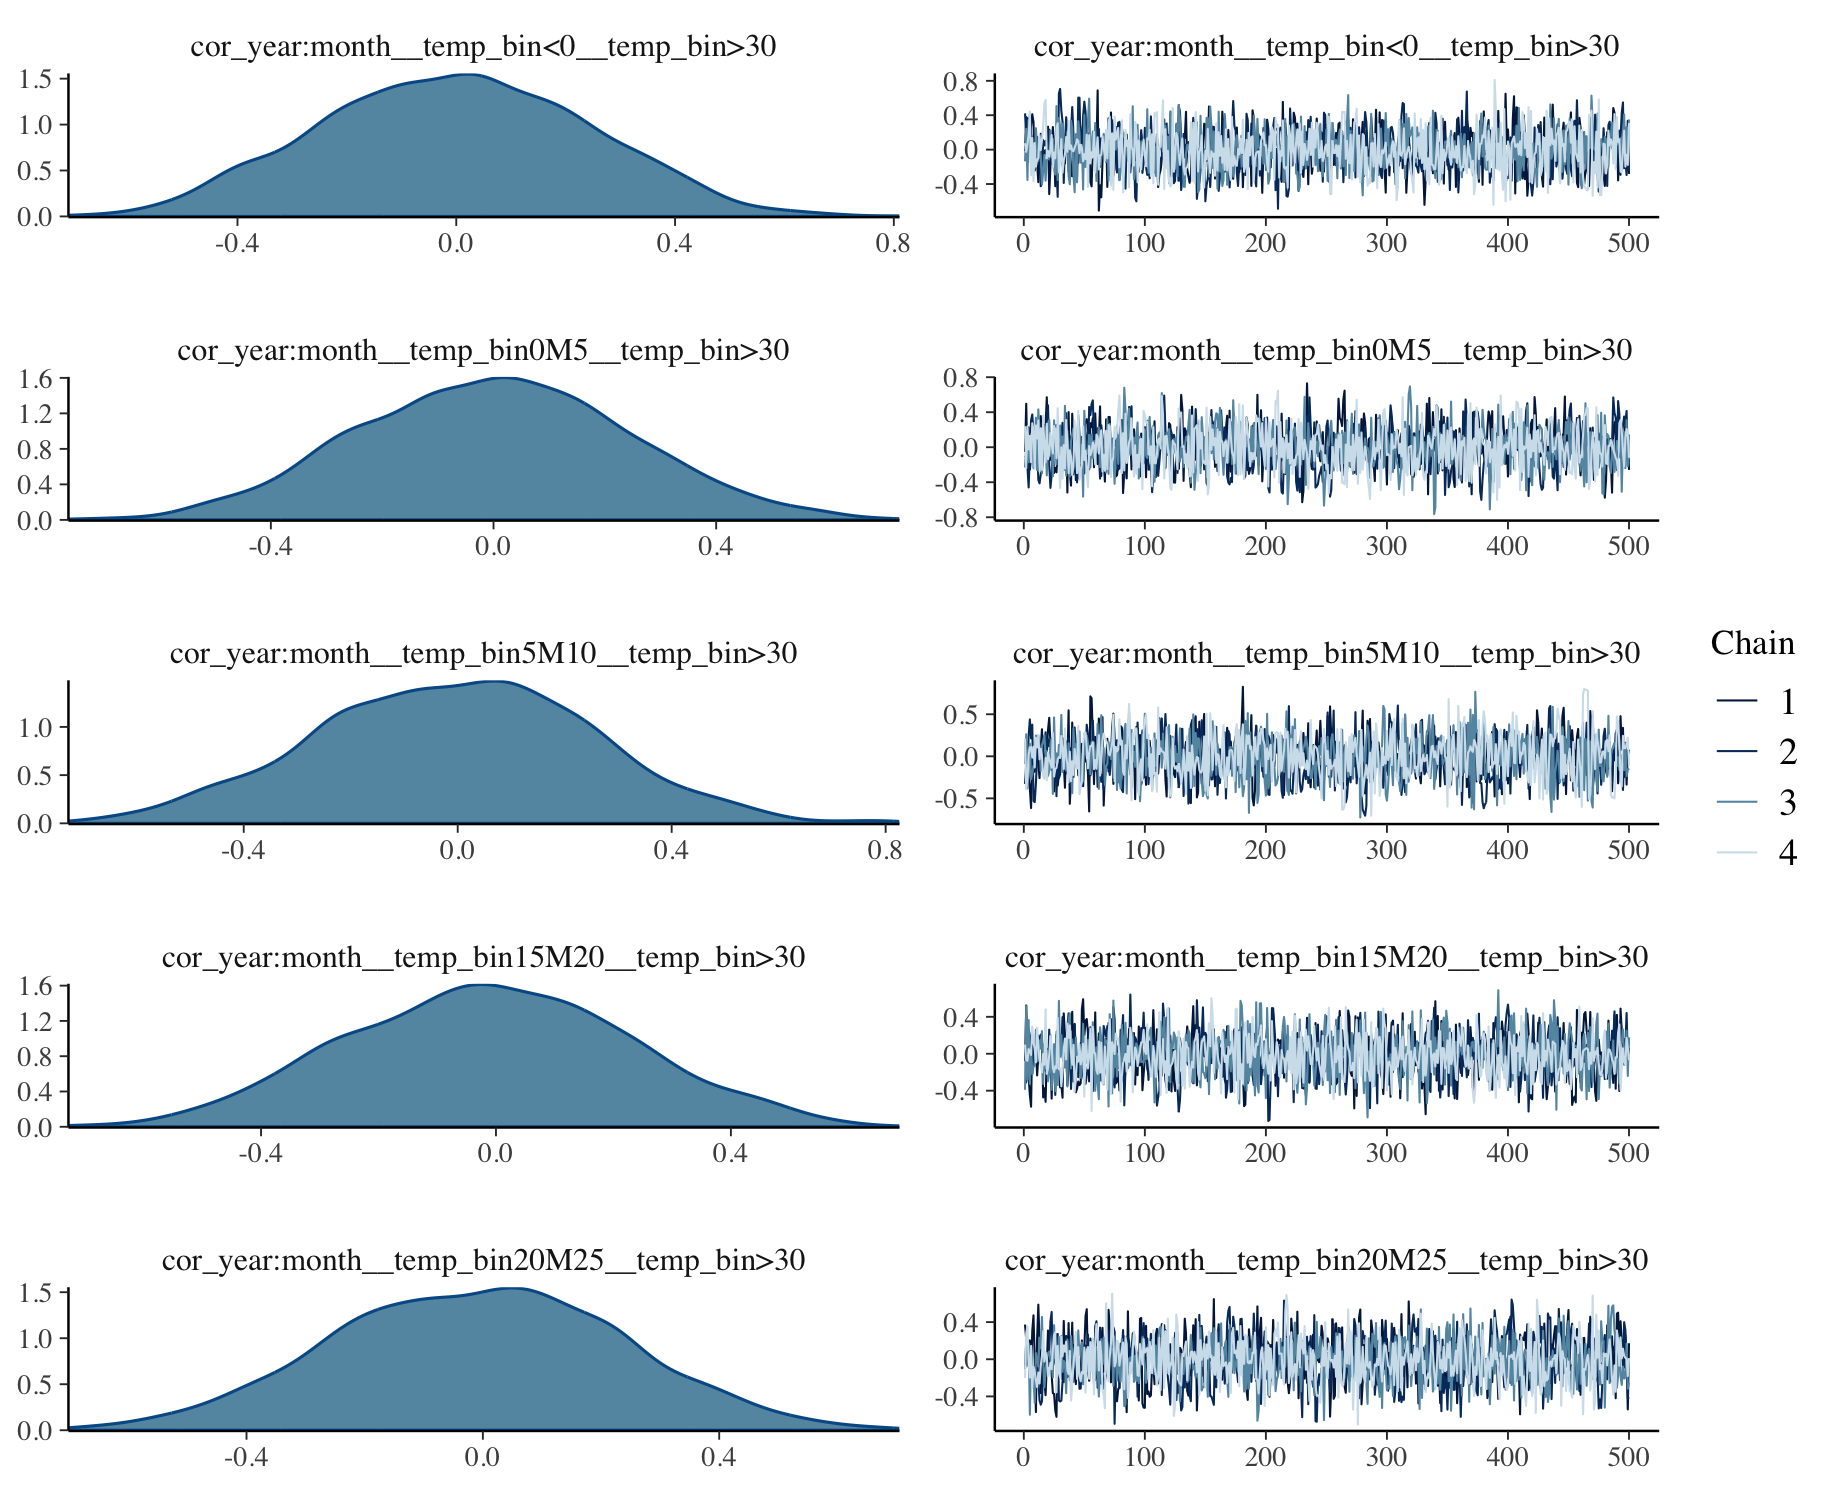 cor_year:month__temp_bin<0__temp_bin>30
1.5
1.0
0.5
0.0
-0.4 0.0 0.4 0.8
cor_year:month__temp_bin<0__temp_bin>30
0.8
0.4
0.0
-0.4
0 100 200 300 400 500
cor_year:month__temp_bin0M5__temp_bin>30
1.6
1.2
0.8
0.4
0.0
-0.4 0.0 0.4
cor_year:month__temp_bin0M5__temp_bin>30
0.8
0.4
0.0
-0.4
-0.8
0 100 200 300 400 500
cor_year:month__temp_bin5M10__temp_bin>30
1.0
0.5
0.0
-0.4 0.0 0.4 0.8
cor_year:month__temp_bin5M10__temp_bin>30
0.5
0.0
-0.5
0 100 200 300 400 500
cor_year:month__temp_bin15M20__temp_bin>30
1.6
1.2
0.8
0.4
0.0
-0.4 0.0 0.4
cor_year:month__temp_bin15M20__temp_bin>30
0.4
0.0
-0.4
0 100 200 300 400 500
cor_year:month__temp_bin20M25__temp_bin>30
1.5
1.0
0.5
0.0
-0.4 0.0 0.4
cor_year:month__temp_bin20M25__temp_bin>30
0.4
0.0
-0.4
0 100 200 300 400 500
Chain
1
2
3
4